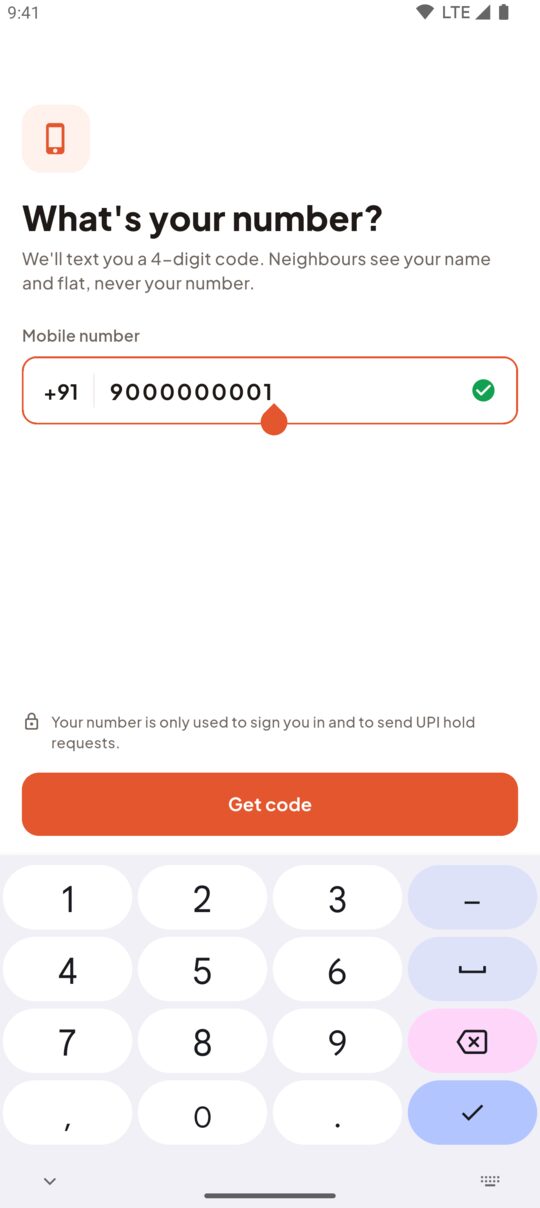 9:41 LTE
What's your number?
We'll text you a 4–digit code. Neighbours see your name
and flat, never your number.
Mobile number
+91 9000000001
Your number is only used to sign you in and to send UPI hold
requests.
Get code
1 2 3 –
4 5 6
7 8 9
, 0 .